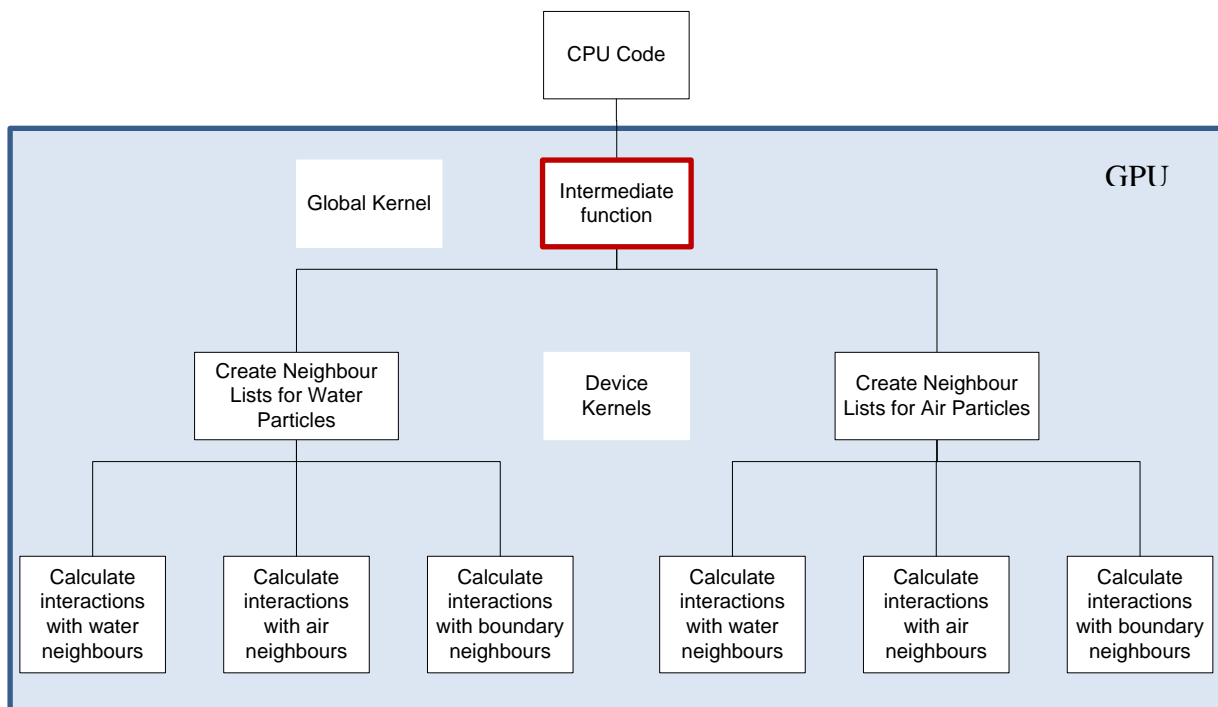 CPU Code
GPU
Global Kernel
Intermediate
function
Create Neighbour
Lists for Water
Particles
Device
Kernels
Create Neighbour
Lists for Air Particles
Calculate
interactions
with water
neighbours
Calculate
interactions
with air
neighbours
Calculate
interactions
with boundary
neighbours
Calculate
interactions
with water
neighbours
Calculate
interactions
with air
neighbours
Calculate
interactions
with boundary
neighbours